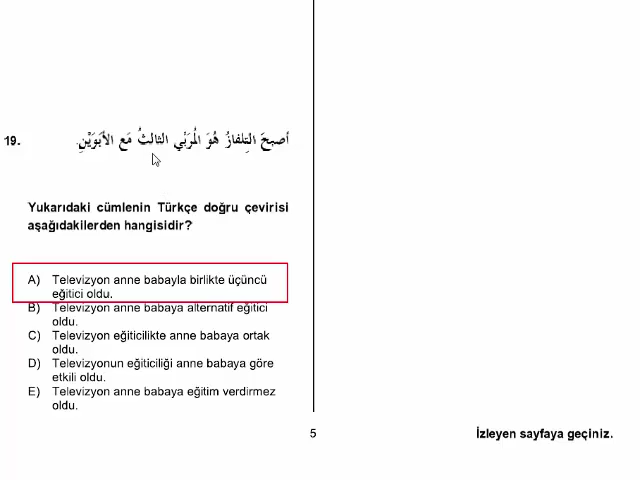 19. أصبحَ التِلفازُ هُوَ المُرَبِّي الثالثُ مَع الأبَوَيْنِ.
Yukarıdaki cümlenin Türkçe doğru çevirisi
aşağıdakilerden hangisidir?
A) Televizyon anne babayla birlikte üçüncü
eğitici oldu.
B) Televizyon anne babaya alternatif eğitici
oldu.
C) Televizyon eğiticilikte anne babaya ortak
oldu.
D) Televizyonun eğiticiliği anne babaya göre
etkili oldu.
E) Televizyon anne babaya eğitim verdirmez
oldu.
5
İzleyen sayfaya geçiniz.